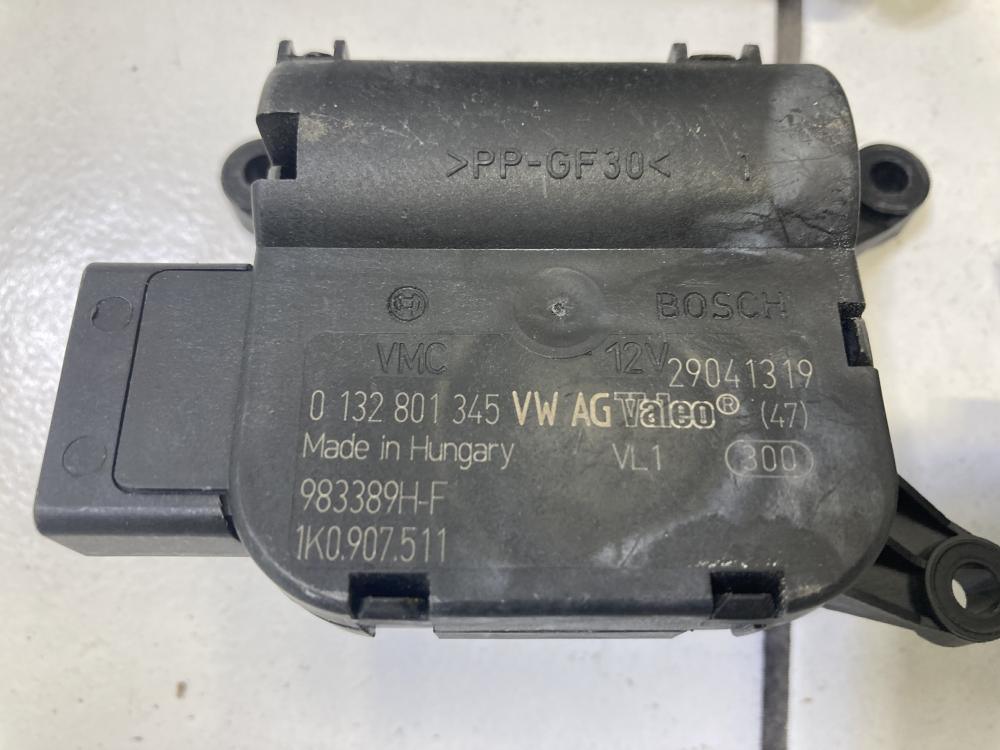 >PP-GF30< 1
BOSCH
VMC 12V 29041319
0 132 801 345 VW AG Valeo® (47)
Made in Hungary VL1 300
983389H-F
1K0.907.511